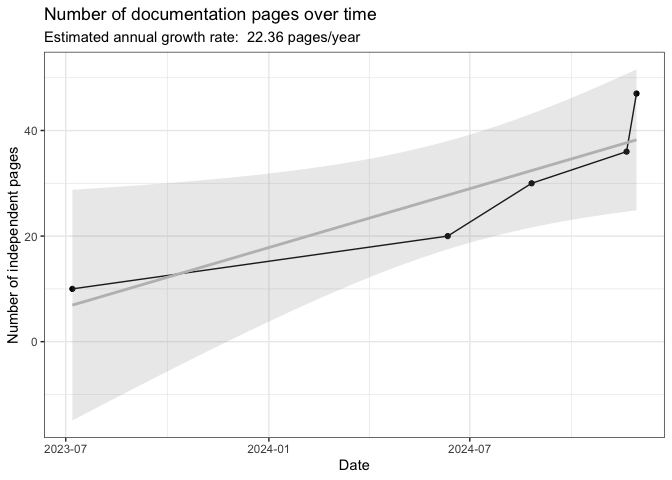 Number of documentation pages over time
Estimated annual growth rate:  22.36 pages/year
Number of independent pages
40
20
0
2023-07
2024-01
2024-07
Date